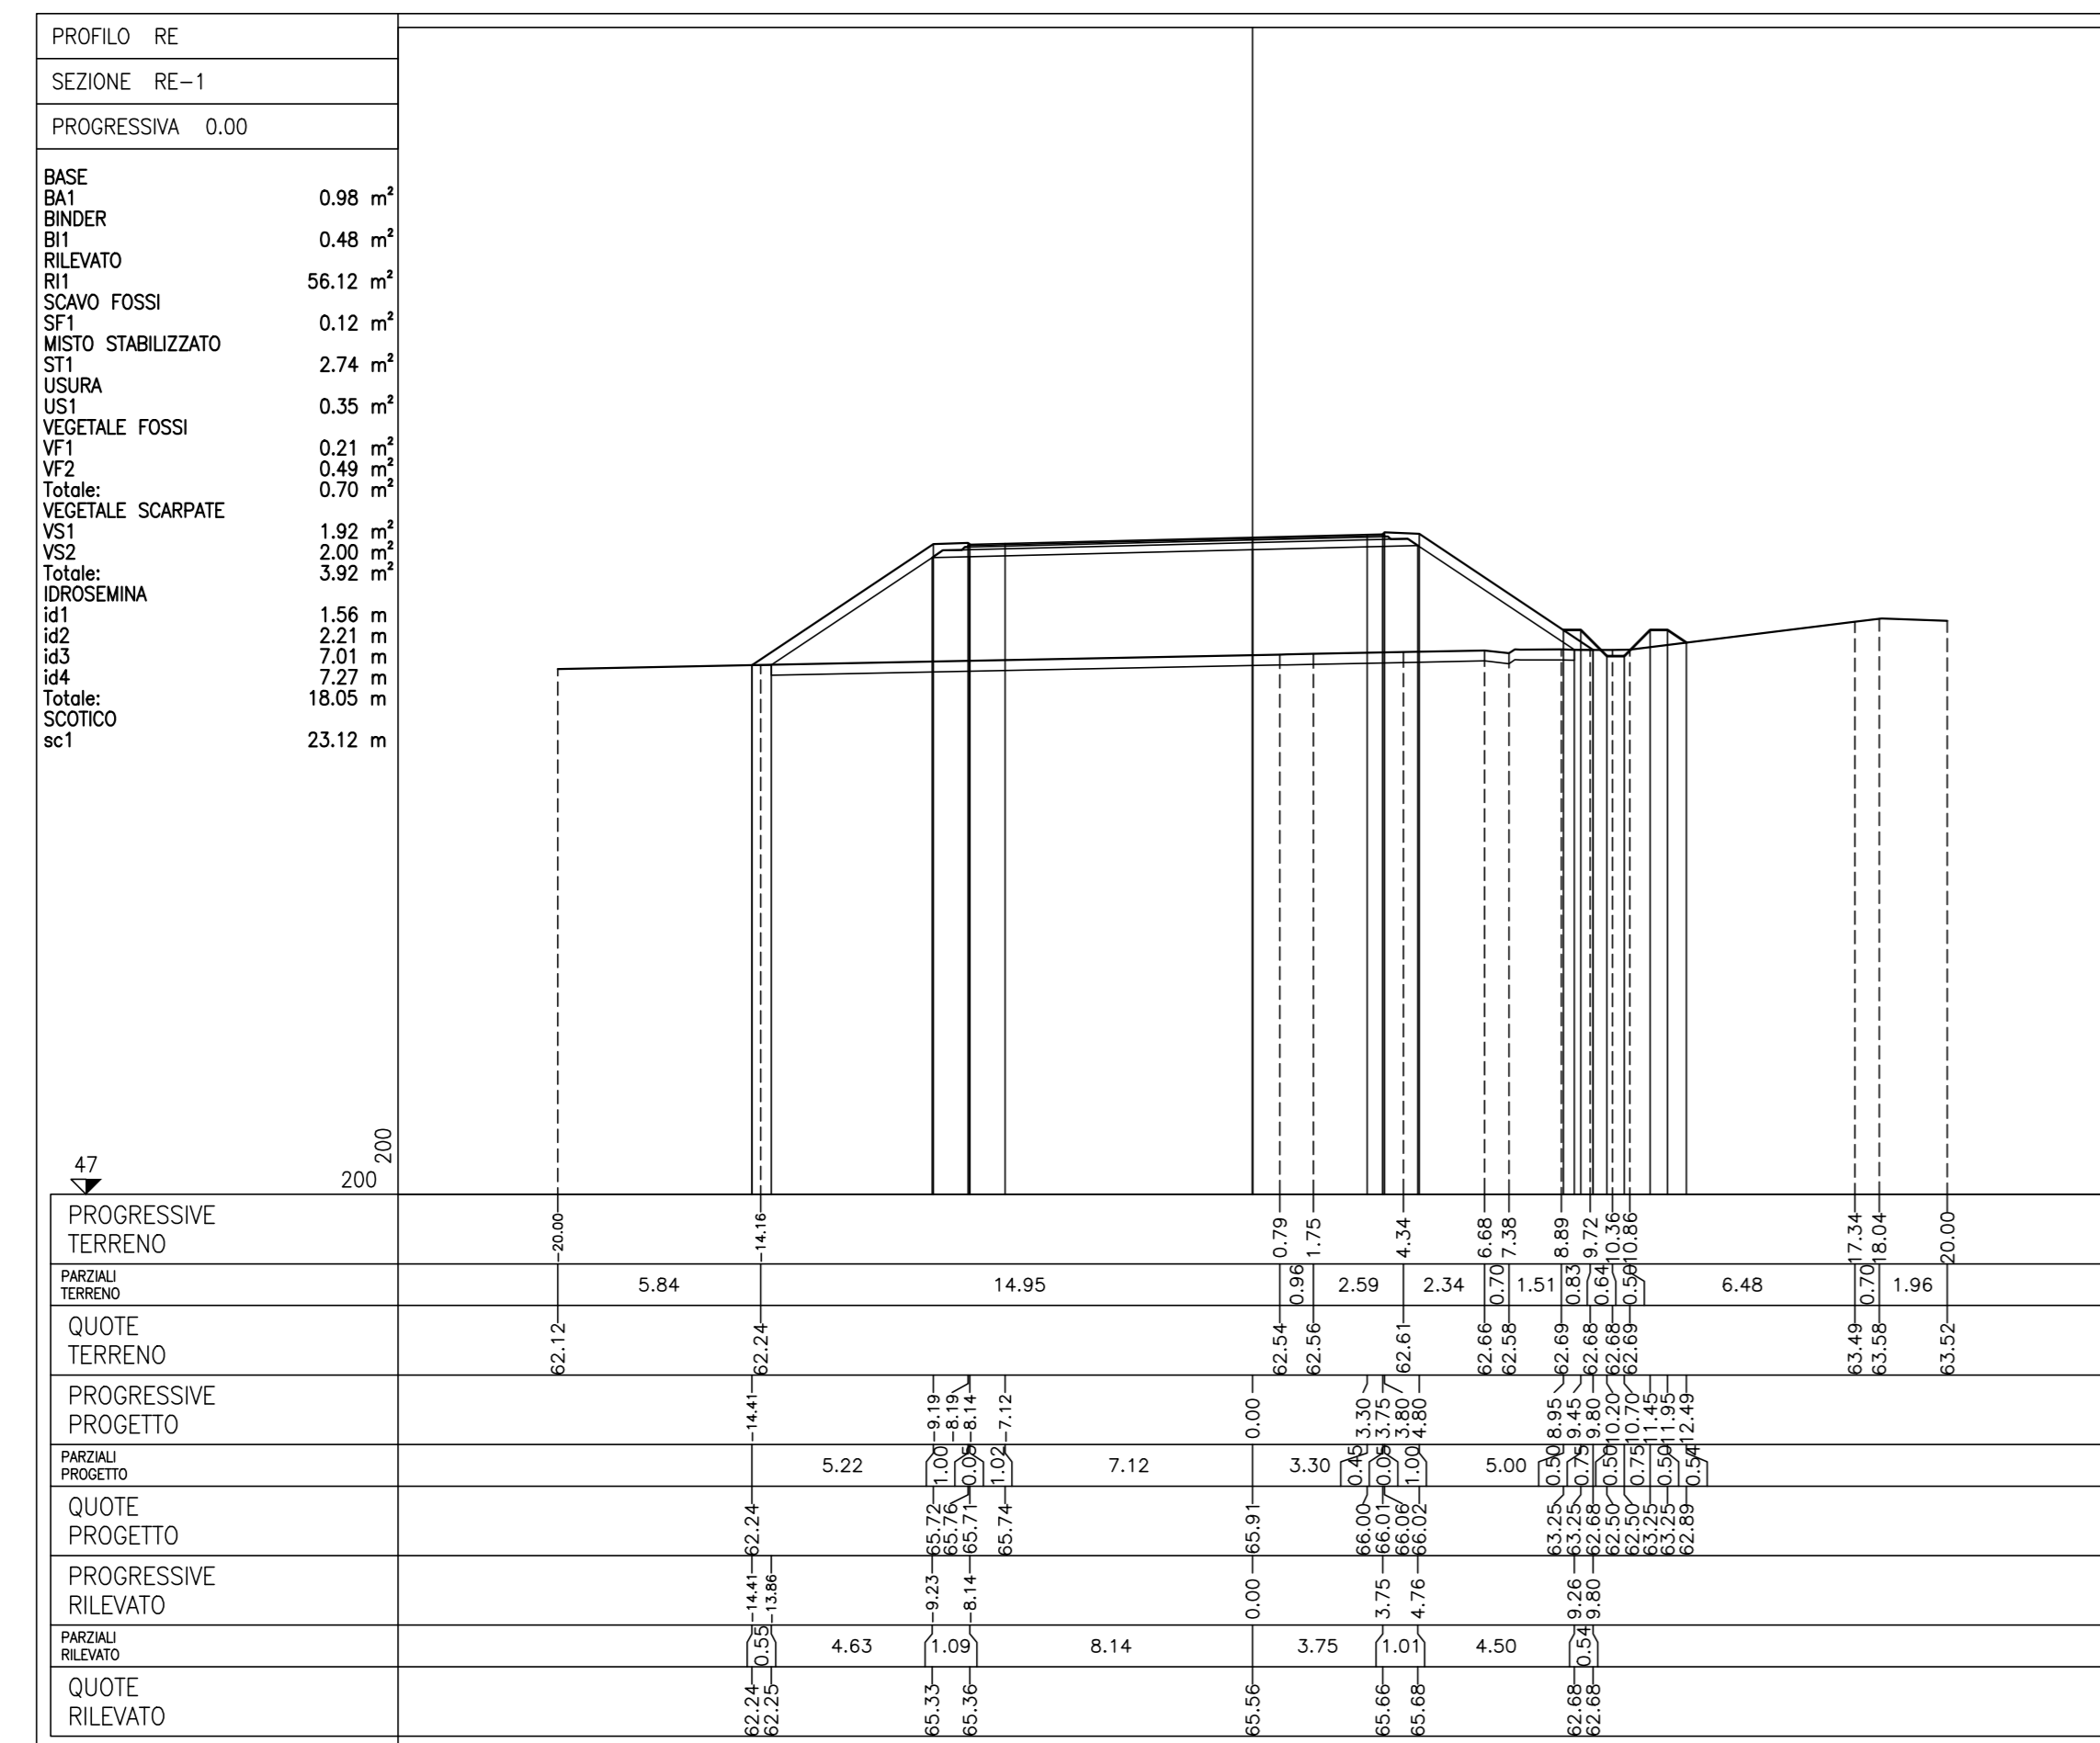 PROFILO RE
SEZIONE RE-1
PROGRESSIVA 0.00
BASE
BA1 0.98 m²
BINDER
BI1 0.48 m²
RILEVATO
RI1 56.12 m²
SCAVO FOSSI
SF1 0.12 m²
MISTO STABILIZZATO
ST1 2.74 m²
USURA
US1 0.35 m²
VEGETALE FOSSI
VF1 0.21 m²
VF2 0.49 m²
Totale: 0.70 m²
VEGETALE SCARPATE
VS1 1.92 m²
VS2 2.00 m²
Totale: 3.92 m²
IDROSEMINA
id1 1.56 m
id2 2.21 m
id3 7.01 m
id4 7.27 m
Totale: 18.05 m
SCOTICO
sc1 23.12 m
200
47
200
PROGRESSIVE
TERRENO
-20.00 -14.16 0.79 1.75 4.34 6.68 7.38 8.89 9.72 10.36 10.86 17.34 18.04 20.00
PARZIALI
TERRENO
5.84 14.95 0.96 2.59 2.34 0.70 1.51 0.83 0.64 0.50 6.48 0.70 1.96
QUOTE
TERRENO
62.12 62.24 62.54 62.56 62.61 62.66 62.58 62.69 62.68 62.68 62.69 63.49 63.58 63.52
PROGRESSIVE
PROGETTO
-14.41 -9.19 -8.19 -8.14 -7.12 0.00 3.30 3.75 3.80 4.80 8.95 9.45 9.80 10.20 10.70 11.45 11.95 12.49
PARZIALI
PROGETTO
5.22 1.00 0.05 1.02 7.12 3.30 0.45 0.05 1.00 5.00 0.50 0.75 0.50 0.75 0.50 0.54
QUOTE
PROGETTO
62.24 65.72 65.76 65.71 65.74 65.91 66.00 66.01 66.06 66.02 63.25 63.25 62.68 62.50 62.50 63.25 63.25 62.89
PROGRESSIVE
RILEVATO
-14.41 -13.86 -9.23 -8.14 0.00 3.75 4.76 9.26 9.80
PARZIALI
RILEVATO
0.55 4.63 1.09 8.14 3.75 1.01 4.50 0.54
QUOTE
RILEVATO
62.24 62.25 65.33 65.36 65.56 65.66 65.68 62.68 62.68